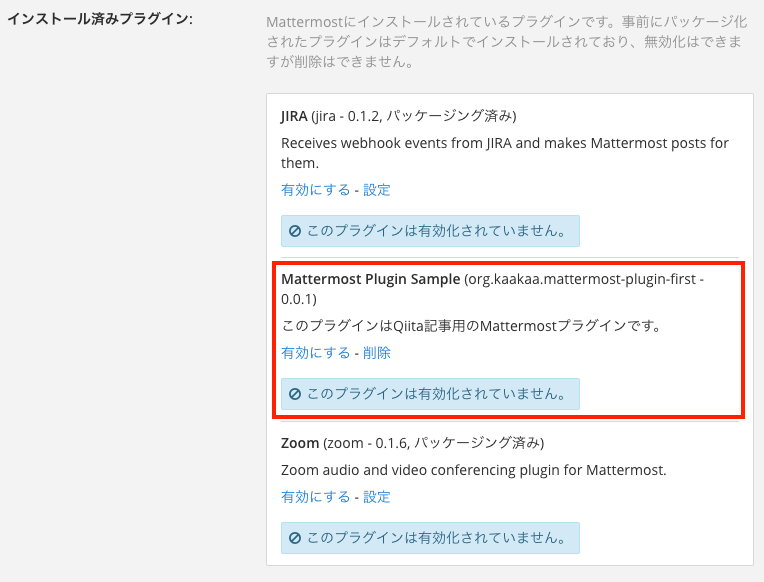 インストール済みプラグイン:
Mattermostにインストールされているプラグインです。事前にパッケージ化
されたプラグインはデフォルトでインストールされており、無効化はできま
すが削除はできません。
JIRA (jira - 0.1.2, パッケージング済み)
Receives webhook events from JIRA and makes Mattermost posts for
them.
有効にする - 設定
このプラグインは有効化されていません。
Mattermost Plugin Sample (org.kaakaa.mattermost-plugin-first -
0.0.1)
このプラグインはQiita記事用のMattermostプラグインです。
有効にする - 削除
このプラグインは有効化されていません。
Zoom (zoom - 0.1.6, パッケージング済み)
Zoom audio and video conferencing plugin for Mattermost.
有効にする - 設定
このプラグインは有効化されていません。